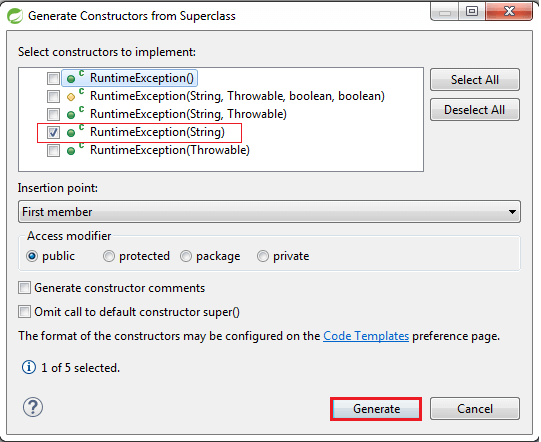 Generate Constructors from Superclass
Select constructors to implement:
RuntimeException()
RuntimeException(String, Throwable, boolean, boolean)
RuntimeException(String, Throwable)
RuntimeException(String)
RuntimeException(Throwable)
Select All
Deselect All
Insertion point:
First member
Access modifier
public protected package private
Generate constructor comments
Omit call to default constructor super()
The format of the constructors may be configured on the Code Templates preference page.
1 of 5 selected.
Generate Cancel